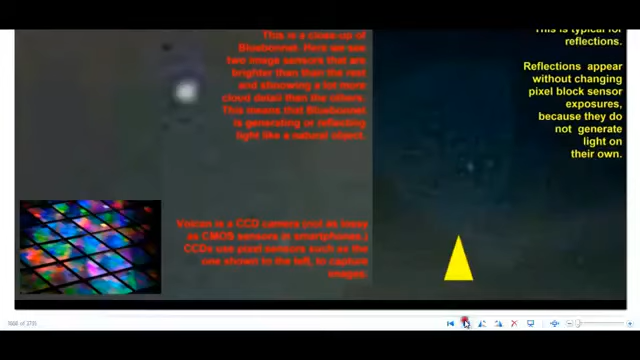 This is a close-up of
Bluebonnet. Here we see
two image sensors that are
brighter than than the rest
and showing a lot more
cloud detail than the others.
This means that Bluebonnet
is generating or reflecting
light like a natural object.
Volcan is a CCD camera (not as lossy
as CMOS sensors in smartphones.)
CCDs use pixel sensors such as the
one shown to the left, to capture
images.
This is typical for
reflections.
Reflections appear
without changing
pixel block sensor
exposures,
because they do
not generate
light on
their own.